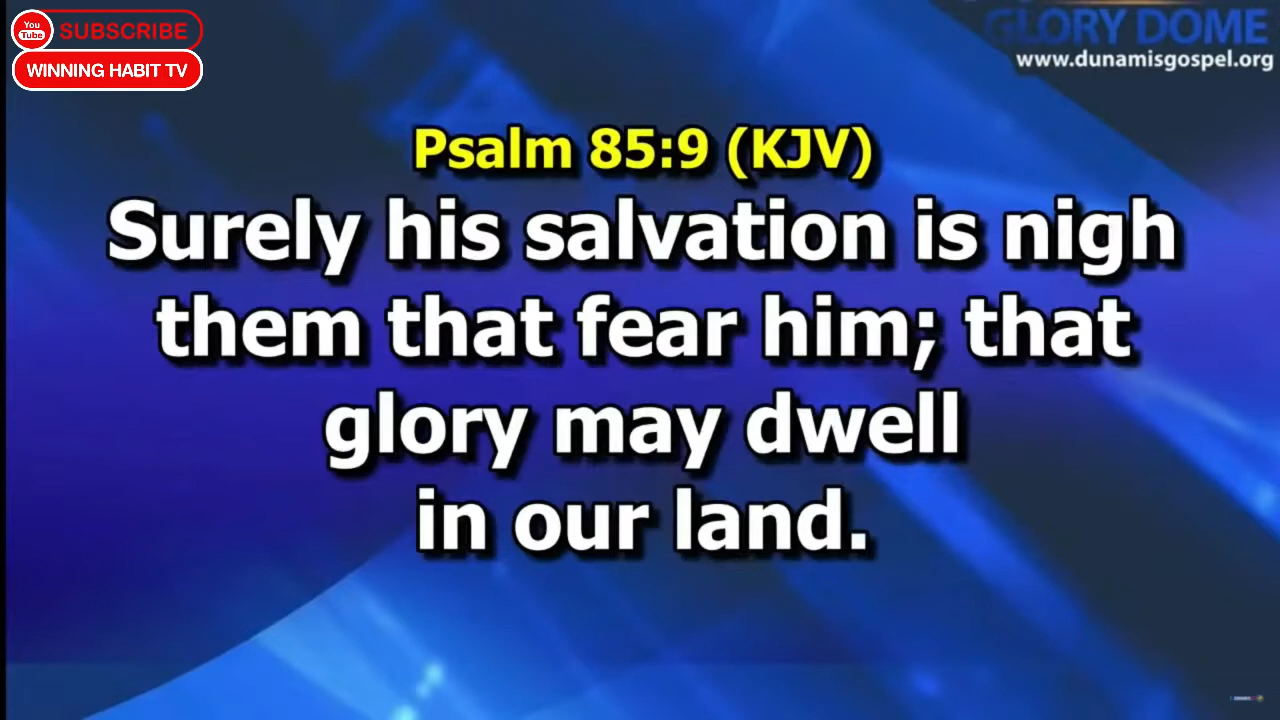 You
Tube
SUBSCRIBE
WINNING HABIT TV
GLORY DOME
www.dunamisgospel.org
Psalm 85:9 (KJV)
Surely his salvation is nigh
them that fear him; that
glory may dwell
in our land.